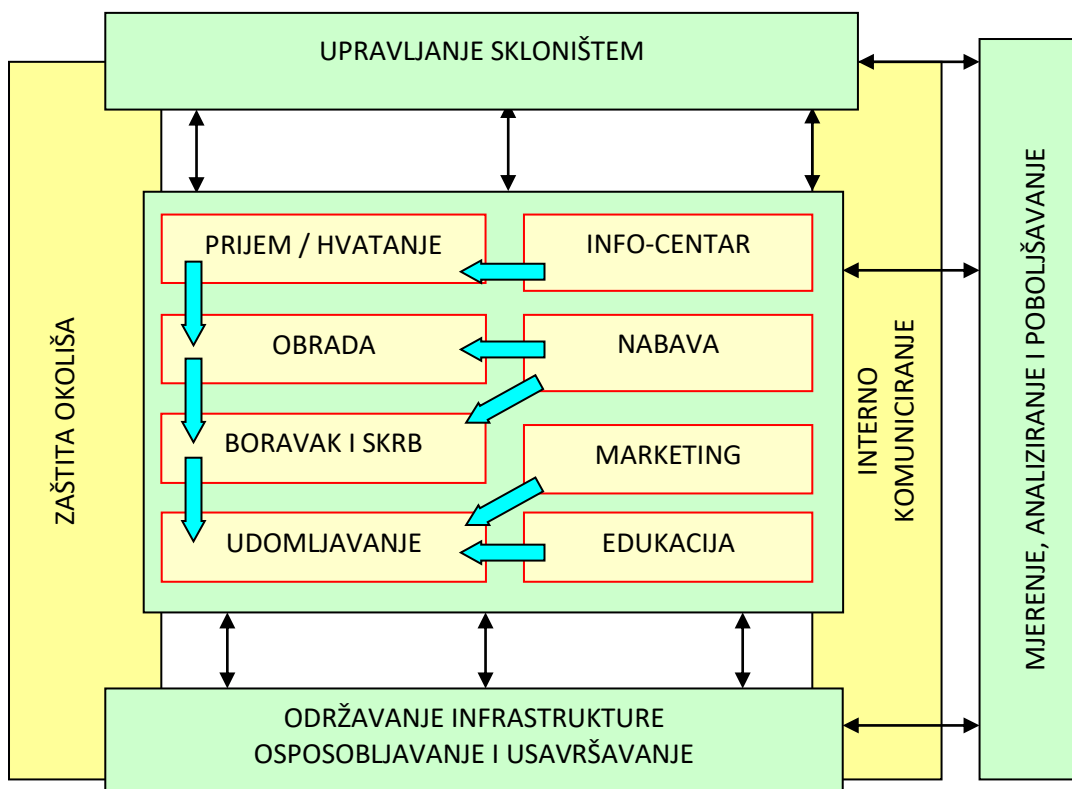 UPRAVLJANJE SKLONIŠTEM
PRIJEM / HVATANJE
INFO-CENTAR
OBRADA
NABAVA
BORAVAK I SKRB
MARKETING
UDOMLJAVANJE
EDUKACIJA
ZAŠTITA OKOLIŠA
INTERNO
KOMUNICIRANJE
MJERENJE, ANALIZIRANJE I POBOLJŠAVANJE
ODRŽAVANJE INFRASTRUKTURE
OSPOSOBLJAVANJE I USAVRŠAVANJE